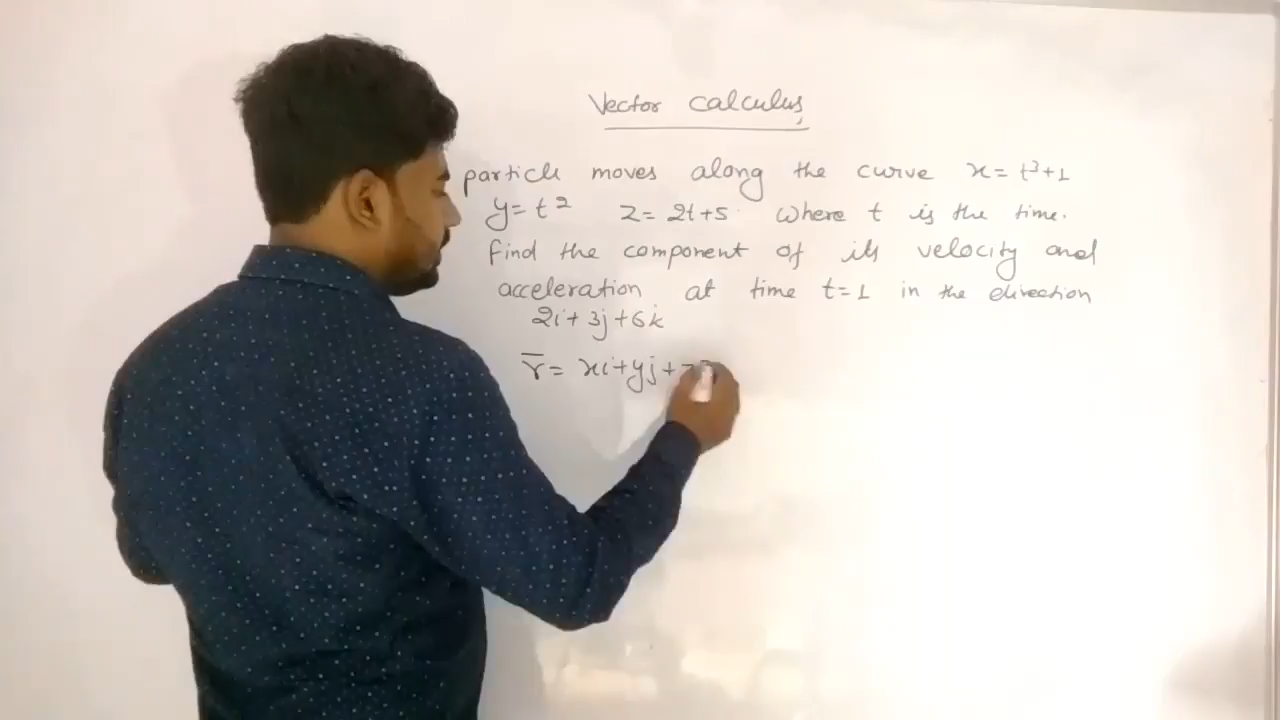 Vector calculus,
particle moves along the curve x = t³+1
y = t² z = 2t+5 where t is the time.
find the component of its velocity and
acceleration at time t=1 in the direction
2i + 3j + 6k
r̅ = xi + yj +